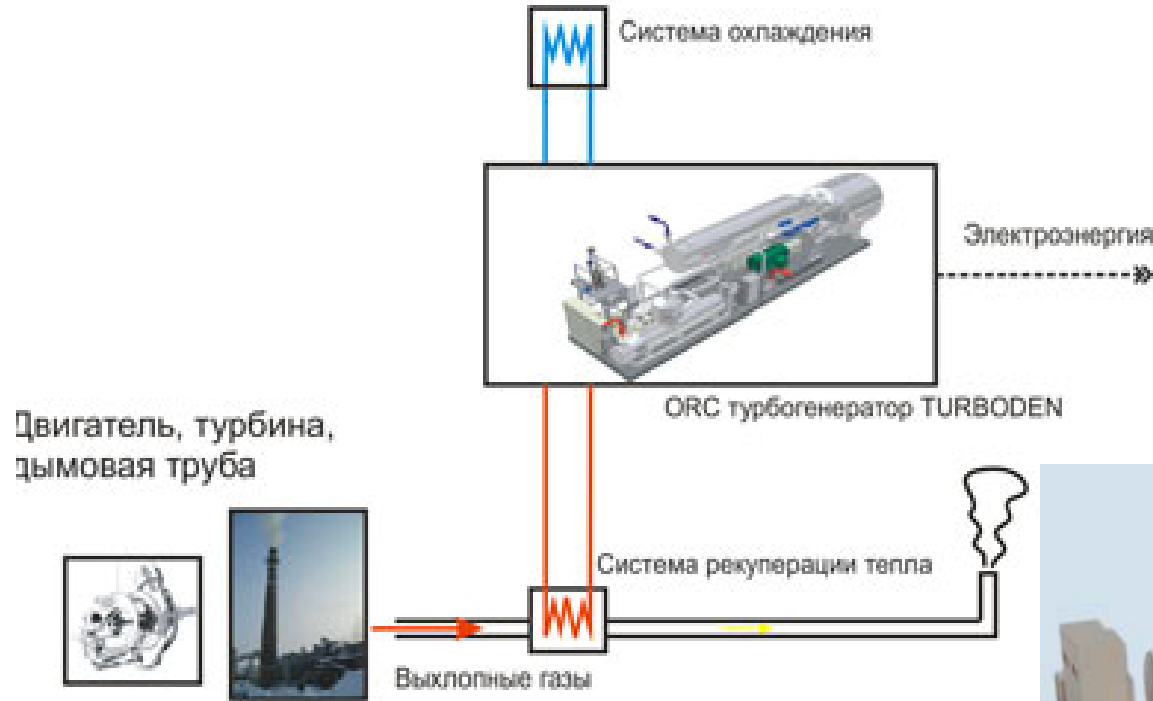 Система охлаждения
Электроэнергия
ORC турбогенератор TURBODEN
Двигатель, турбина,
дымовая труба
Система рекуперации тепла
Выхлопные газы